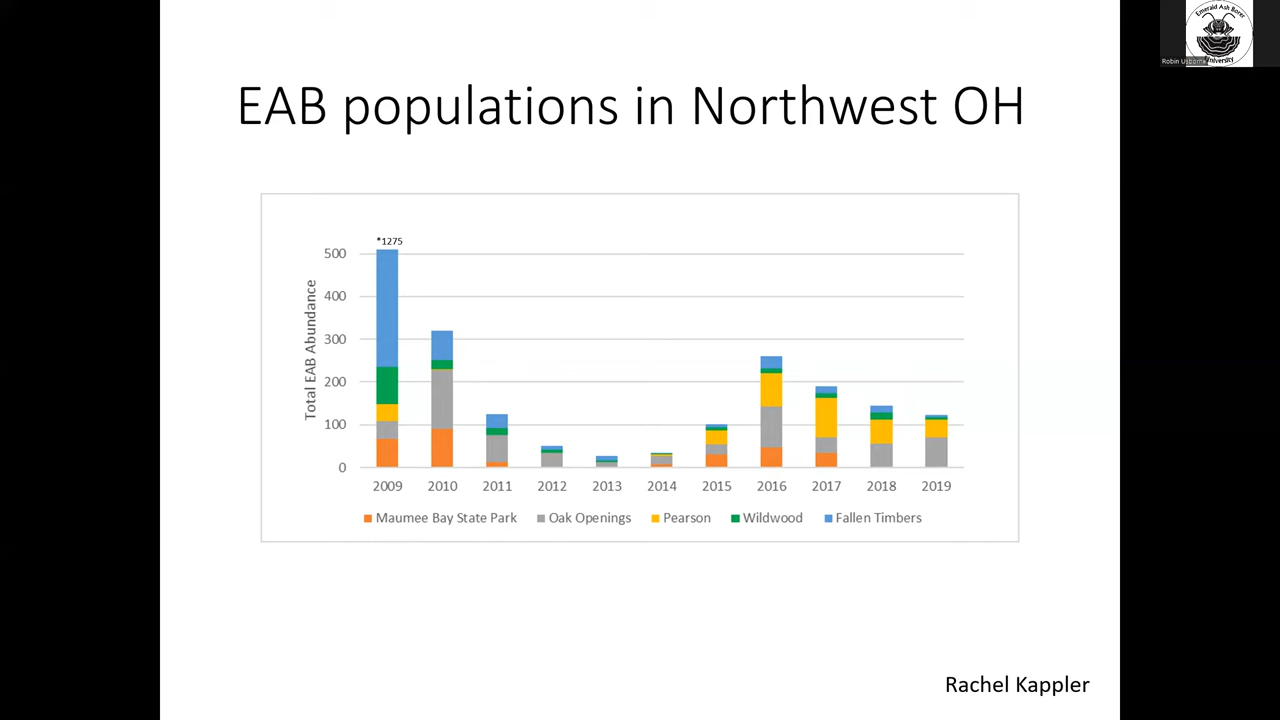 Emerald Ash Borer
University
Robin Usborne
EAB populations in Northwest OH
*1275
500
400
300
200
100
0
Total EAB Abundance
2009 2010 2011 2012 2013 2014 2015 2016 2017 2018 2019
Maumee Bay State Park Oak Openings Pearson Wildwood Fallen Timbers
Rachel Kappler